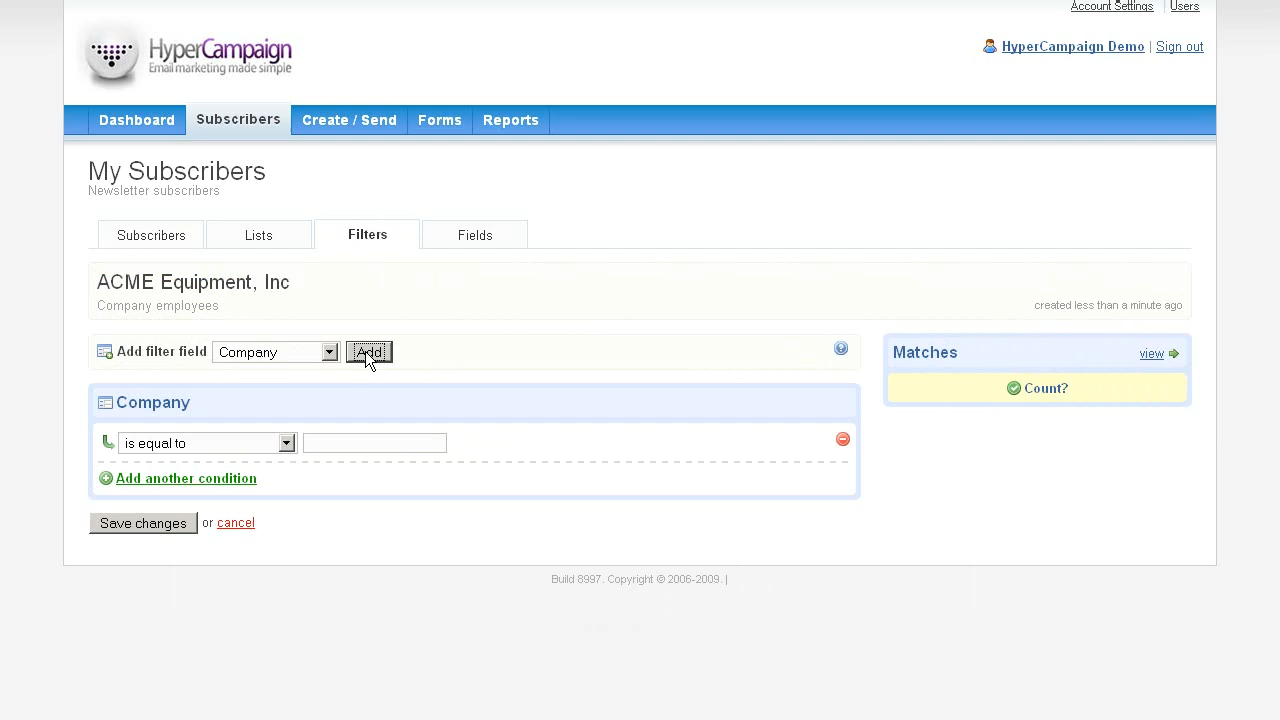 Account Settings | Users
HyperCampaign
Email marketing made simple
HyperCampaign Demo | Sign out
Dashboard
Subscribers
Create / Send
Forms
Reports
My Subscribers
Newsletter subscribers
Subscribers
Lists
Filters
Fields
ACME Equipment, Inc
Company employees
created less than a minute ago
Add filter field
Company
Add
Matches
view
Count?
Company
is equal to
Add another condition
Save changes or cancel
Build 8997. Copyright © 2006-2009. |